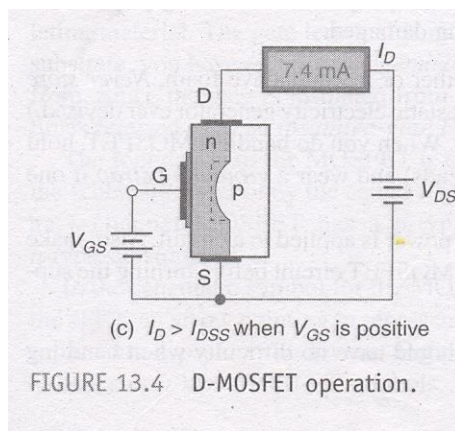 I_D
7.4 mA
D
n
G
p
V_GS
V_DS
S
(c) I_D > I_DSS when V_GS is positive
FIGURE 13.4 D-MOSFET operation.